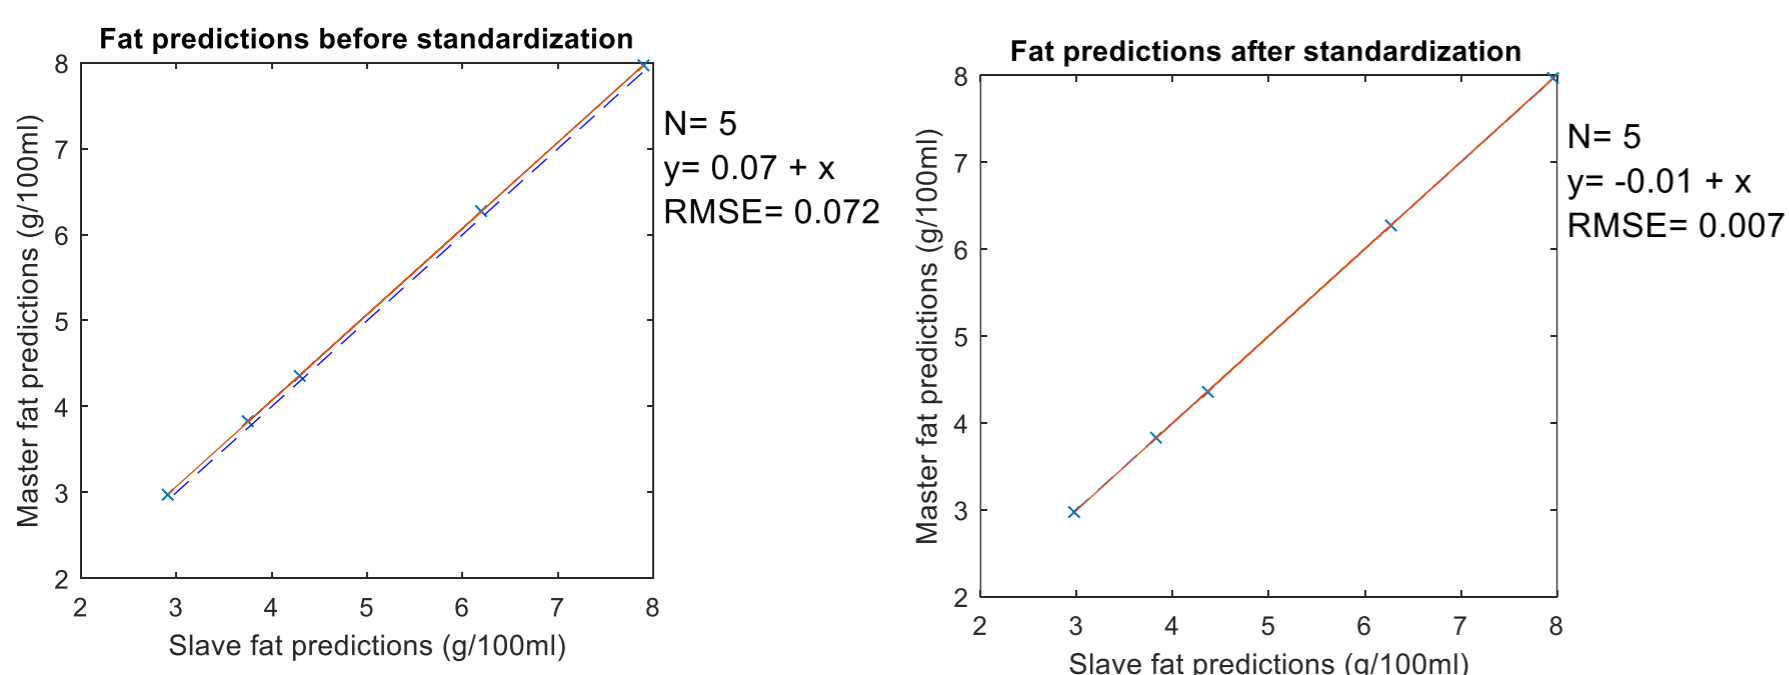 Fat predictions before standardization
8
7
6
5
4
3
2
2 3 4 5 6 7 8
Master fat predictions (g/100ml)
Slave fat predictions (g/100ml)
N= 5
y= 0.07 + x
RMSE= 0.072
Fat predictions after standardization
8
7
6
5
4
3
2
2 3 4 5 6 7 8
Master fat predictions (g/100ml)
Slave fat predictions (g/100ml)
N= 5
y= -0.01 + x
RMSE= 0.007